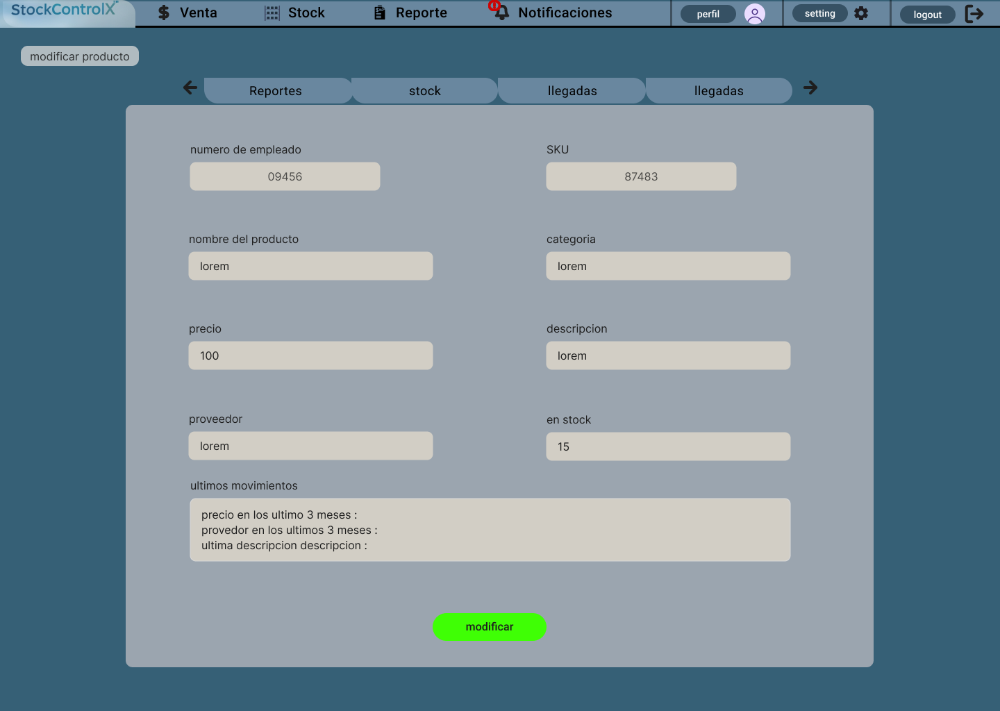 StockControlX
Venta
Stock
Reporte
0
Notificaciones
perfil
setting
logout
modificar producto
Reportes
stock
llegadas
llegadas
numero de empleado
SKU
09456
87483
nombre del producto
categoria
lorem
lorem
precio
descripcion
100
lorem
proveedor
en stock
lorem
15
ultimos movimientos
precio en los ultimo 3 meses :
provedor en los ultimos 3 meses :
ultima descripcion descripcion :
modificar